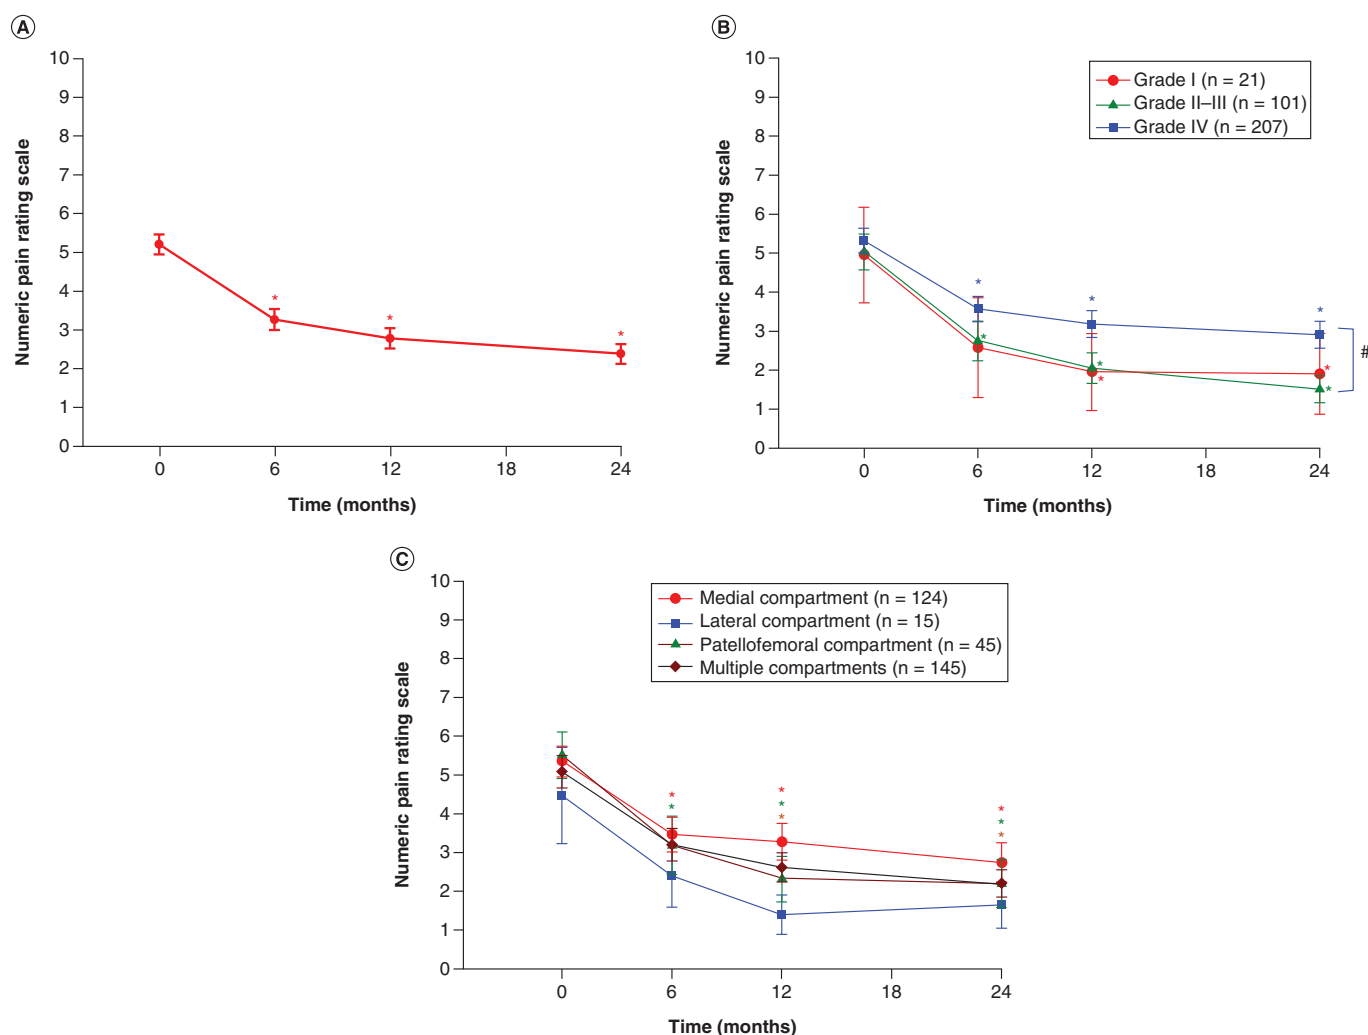 A
10
9
8
7
6
5
4
3
2
1
0
Numeric pain rating scale
*
*
*
0 6 12 18 24
Time (months)
B
10
9
8
7
6
5
4
3
2
1
0
Numeric pain rating scale
Grade I (n = 21)
Grade II–III (n = 101)
Grade IV (n = 207)
*
*
*
*
*
*
*
*
#
0 6 12 18 24
Time (months)
C
10
9
8
7
6
5
4
3
2
1
0
Numeric pain rating scale
Medial compartment (n = 124)
Lateral compartment (n = 15)
Patellofemoral compartment (n = 45)
Multiple compartments (n = 145)
* * *
* * *
* *
0 6 12 18 24
Time (months)